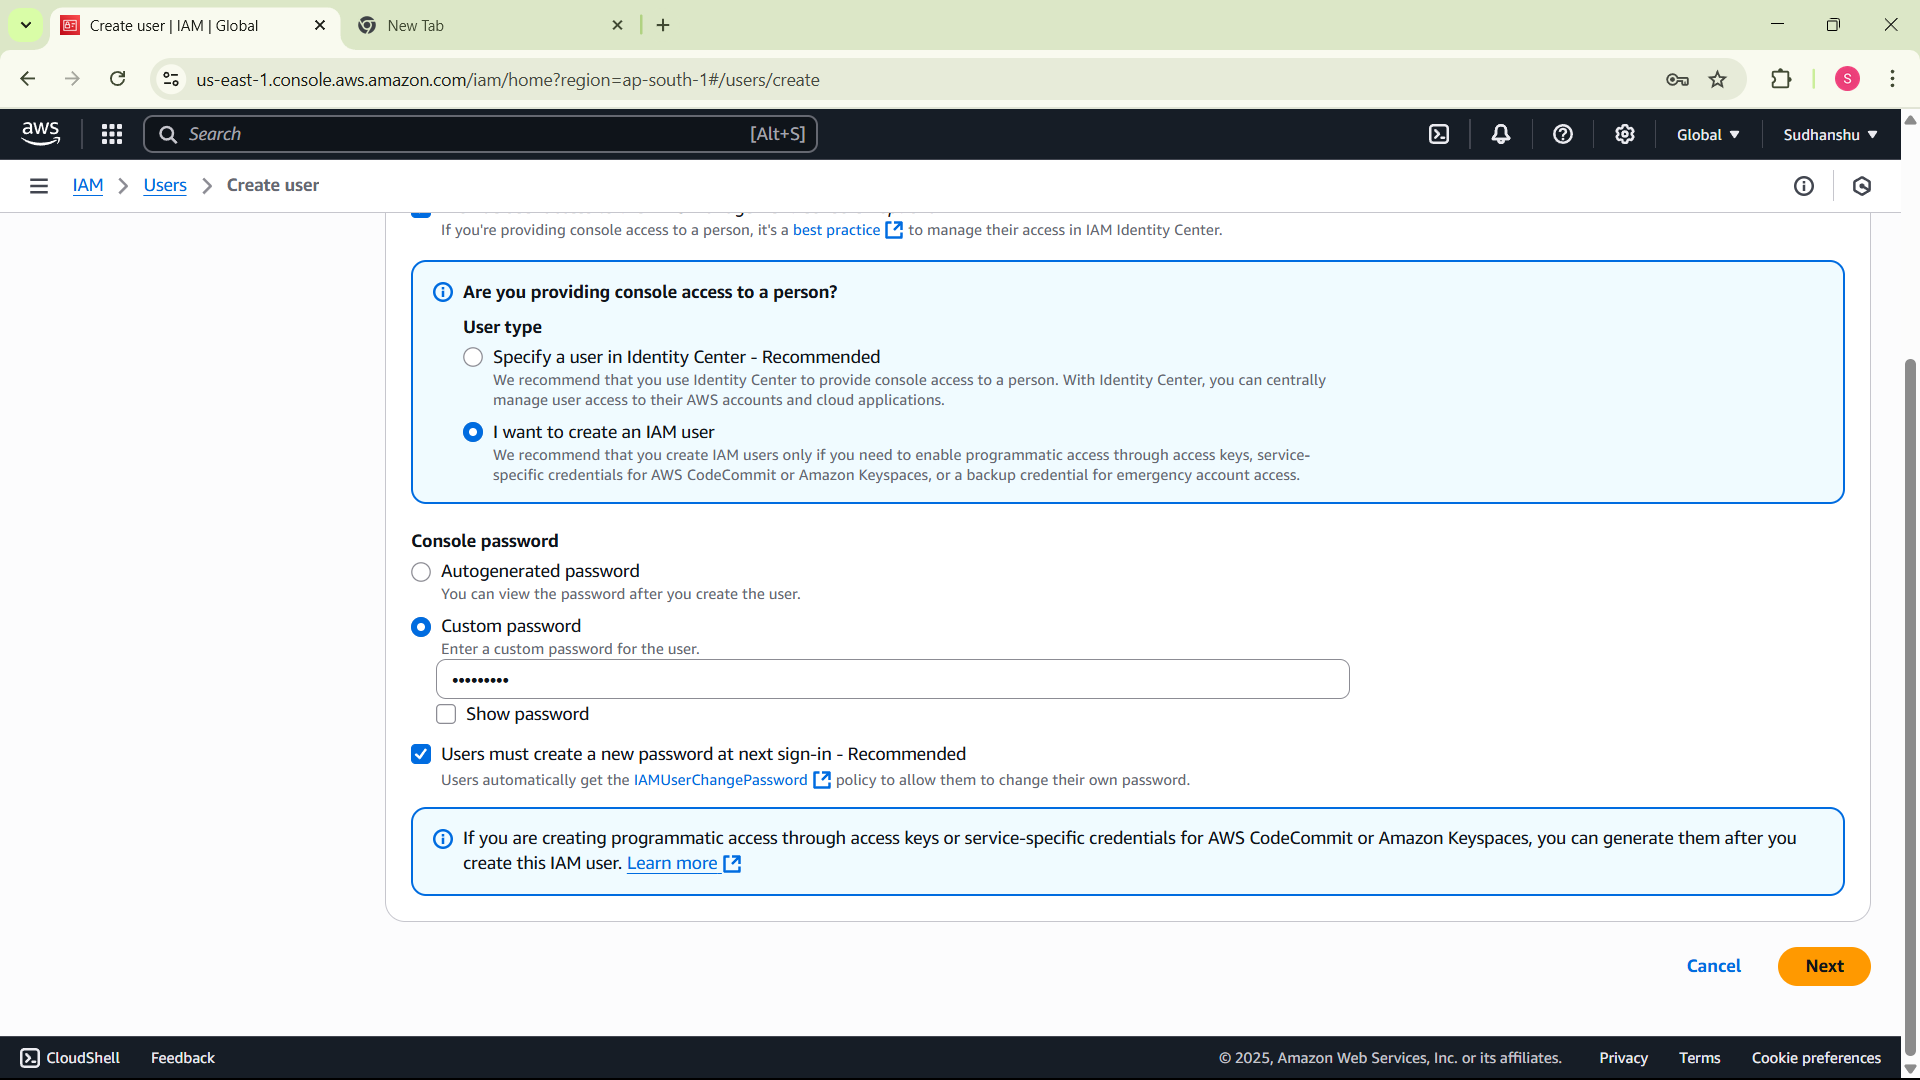 Create user | IAM | Global
New Tab
us-east-1.console.aws.amazon.com/iam/home?region=ap-south-1#/users/create
S
aws
Search
[Alt+S]
Global
Sudhanshu
IAM
Users
Create user
If you're providing console access to a person, it's a best practice to manage their access in IAM Identity Center.
Are you providing console access to a person?
User type
Specify a user in Identity Center - Recommended
We recommend that you use Identity Center to provide console access to a person. With Identity Center, you can centrally
manage user access to their AWS accounts and cloud applications.
I want to create an IAM user
We recommend that you create IAM users only if you need to enable programmatic access through access keys, service-
specific credentials for AWS CodeCommit or Amazon Keyspaces, or a backup credential for emergency account access.
Console password
Autogenerated password
You can view the password after you create the user.
Custom password
Enter a custom password for the user.
•••••••••
Show password
Users must create a new password at next sign-in - Recommended
Users automatically get the IAMUserChangePassword policy to allow them to change their own password.
If you are creating programmatic access through access keys or service-specific credentials for AWS CodeCommit or Amazon Keyspaces, you can generate them after you
create this IAM user. Learn more
Cancel
Next
CloudShell
Feedback
© 2025, Amazon Web Services, Inc. or its affiliates.
Privacy
Terms
Cookie preferences